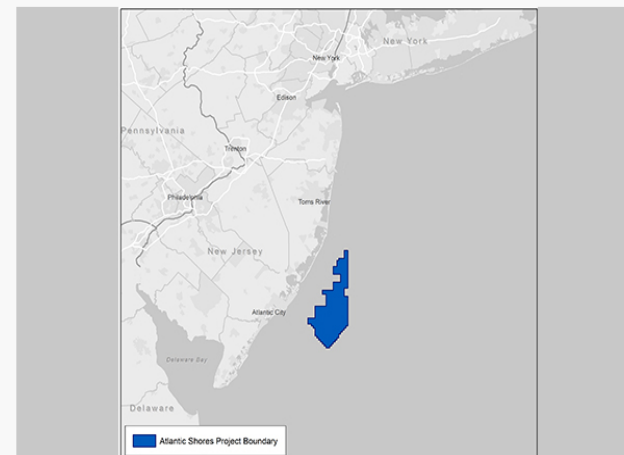 New York
New York
Edison
Pennsylvania
Trenton
Philadelphia
Toms River
New Jersey
Atlantic City
Delaware Bay
Delaware
Atlantic Shores Project Boundary